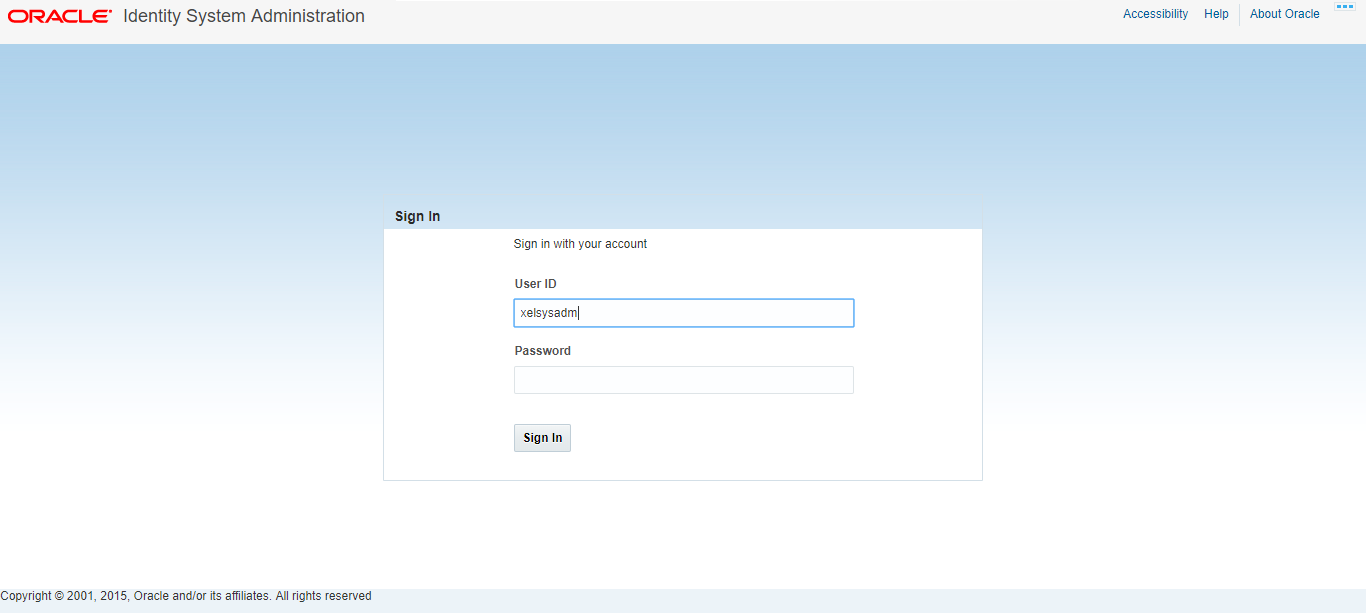 ORACLE® Identity System Administration
Accessibility Help About Oracle
Sign In
Sign in with your account
User ID
xelsysadm
Password
Sign In
Copyright © 2001, 2015, Oracle and/or its affiliates. All rights reserved